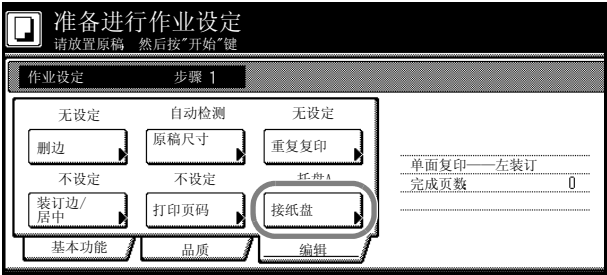 准备进行作业设定
请放置原稿 然后按"开始"键
作业设定 步骤 1
无设定 自动检测 无设定
删边 原稿尺寸 重复复印
不设定 不设定 托盘A
装订边/
居中 打印页码 接纸盘
单面复印——左装订
完成页数 0
基本功能 品质 编辑